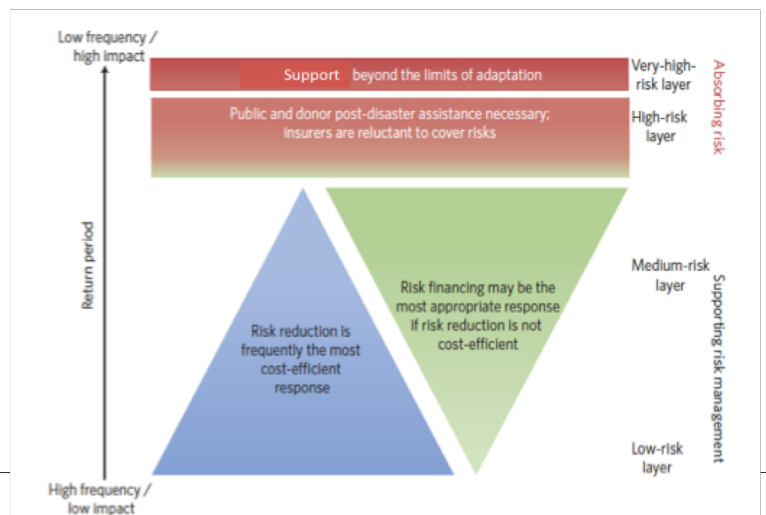 Low frequency /
high impact
Support beyond the limits of adaptation
Very-high-
risk layer
Public and donor post-disaster assistance necessary;
insurers are reluctant to cover risks
High-risk
layer
Absorbing risk
Return period
Risk reduction is
frequently the most
cost-efficient
response
Risk financing may be the
most appropriate response
if risk reduction is not
cost-efficient
Medium-risk
layer
Supporting risk management
Low-risk
layer
High frequency /
low impact